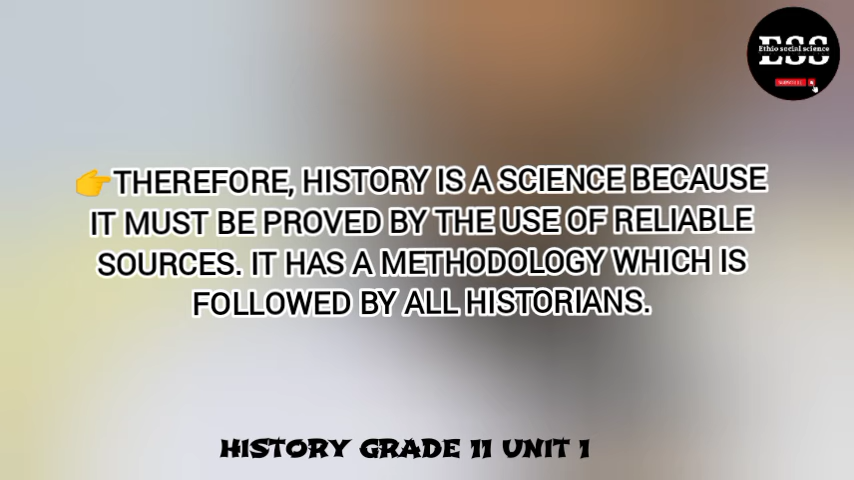 ESS
Ethio social science
👉THEREFORE, HISTORY IS A SCIENCE BECAUSE
IT MUST BE PROVED BY THE USE OF RELIABLE
SOURCES. IT HAS A METHODOLOGY WHICH IS
FOLLOWED BY ALL HISTORIANS.
HISTORY GRADE 11 UNIT 1